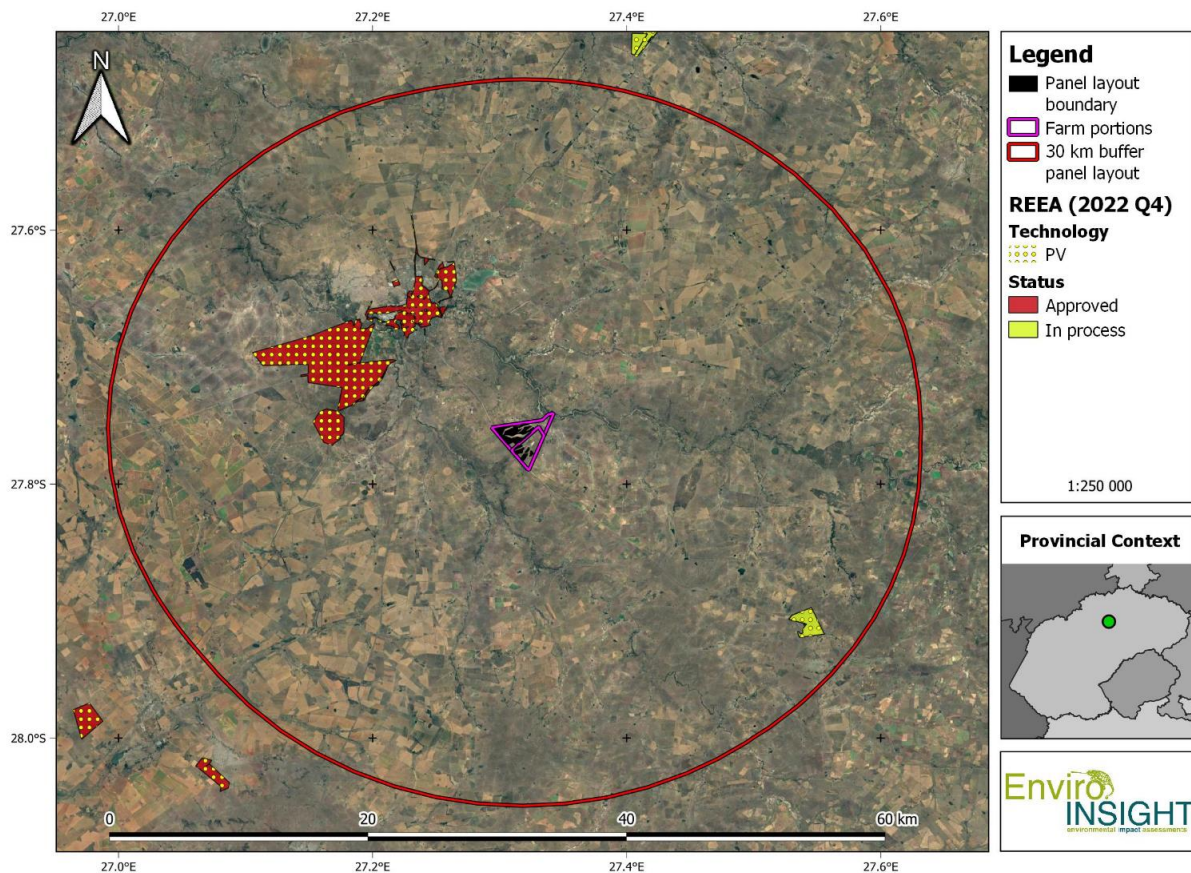 27.0°E 27.2°E 27.4°E 27.6°E
N
27.6°S
27.8°S
28.0°S
0 20 40 60 km
27.0°E 27.2°E 27.4°E 27.6°E
Legend
Panel layout
boundary
Farm portions
30 km buffer
panel layout
REEA (2022 Q4)
Technology
PV
Status
Approved
In process
1:250 000
Provincial Context
Enviro
INSIGHT
environmental impact assessments